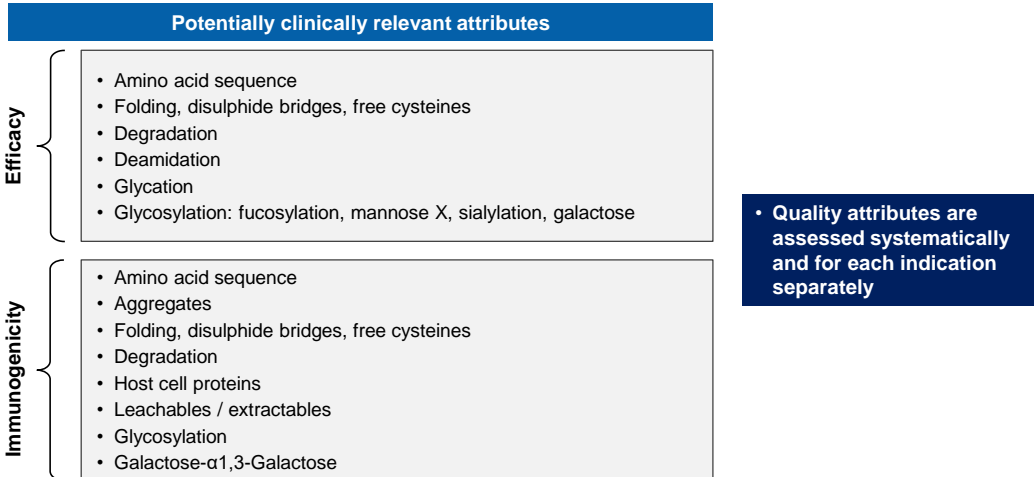 Potentially clinically relevant attributes
Efficacy
• Amino acid sequence
• Folding, disulphide bridges, free cysteines
• Degradation
• Deamidation
• Glycation
• Glycosylation: fucosylation, mannose X, sialylation, galactose
• Quality attributes are
assessed systematically
and for each indication
separately
Immunogenicity
• Amino acid sequence
• Aggregates
• Folding, disulphide bridges, free cysteines
• Degradation
• Host cell proteins
• Leachables / extractables
• Glycosylation
• Galactose-α1,3-Galactose